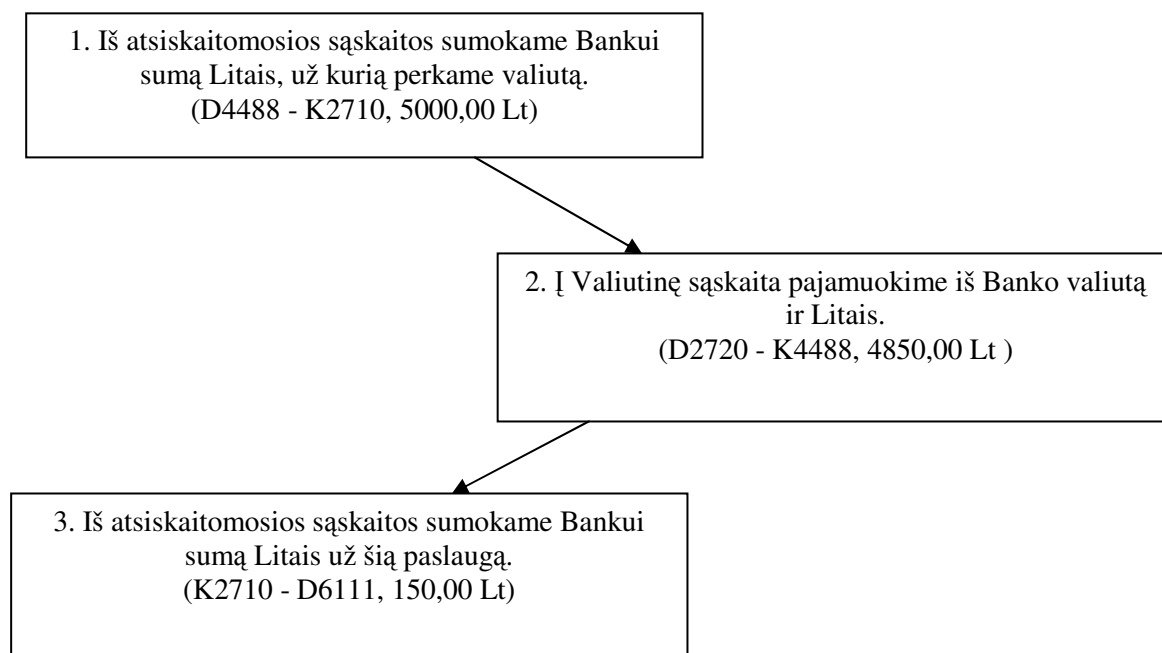 1. Iš atsiskaitomosios sąskaitos sumokame Bankui
sumą Litais, už kurią perkame valiutą.
(D4488 - K2710, 5000,00 Lt)
2. Į Valiutinę sąskaita pajamuokime iš Banko valiutą
ir Litais.
(D2720 - K4488, 4850,00 Lt )
3. Iš atsiskaitomosios sąskaitos sumokame Bankui
sumą Litais už šią paslaugą.
(K2710 - D6111, 150,00 Lt)